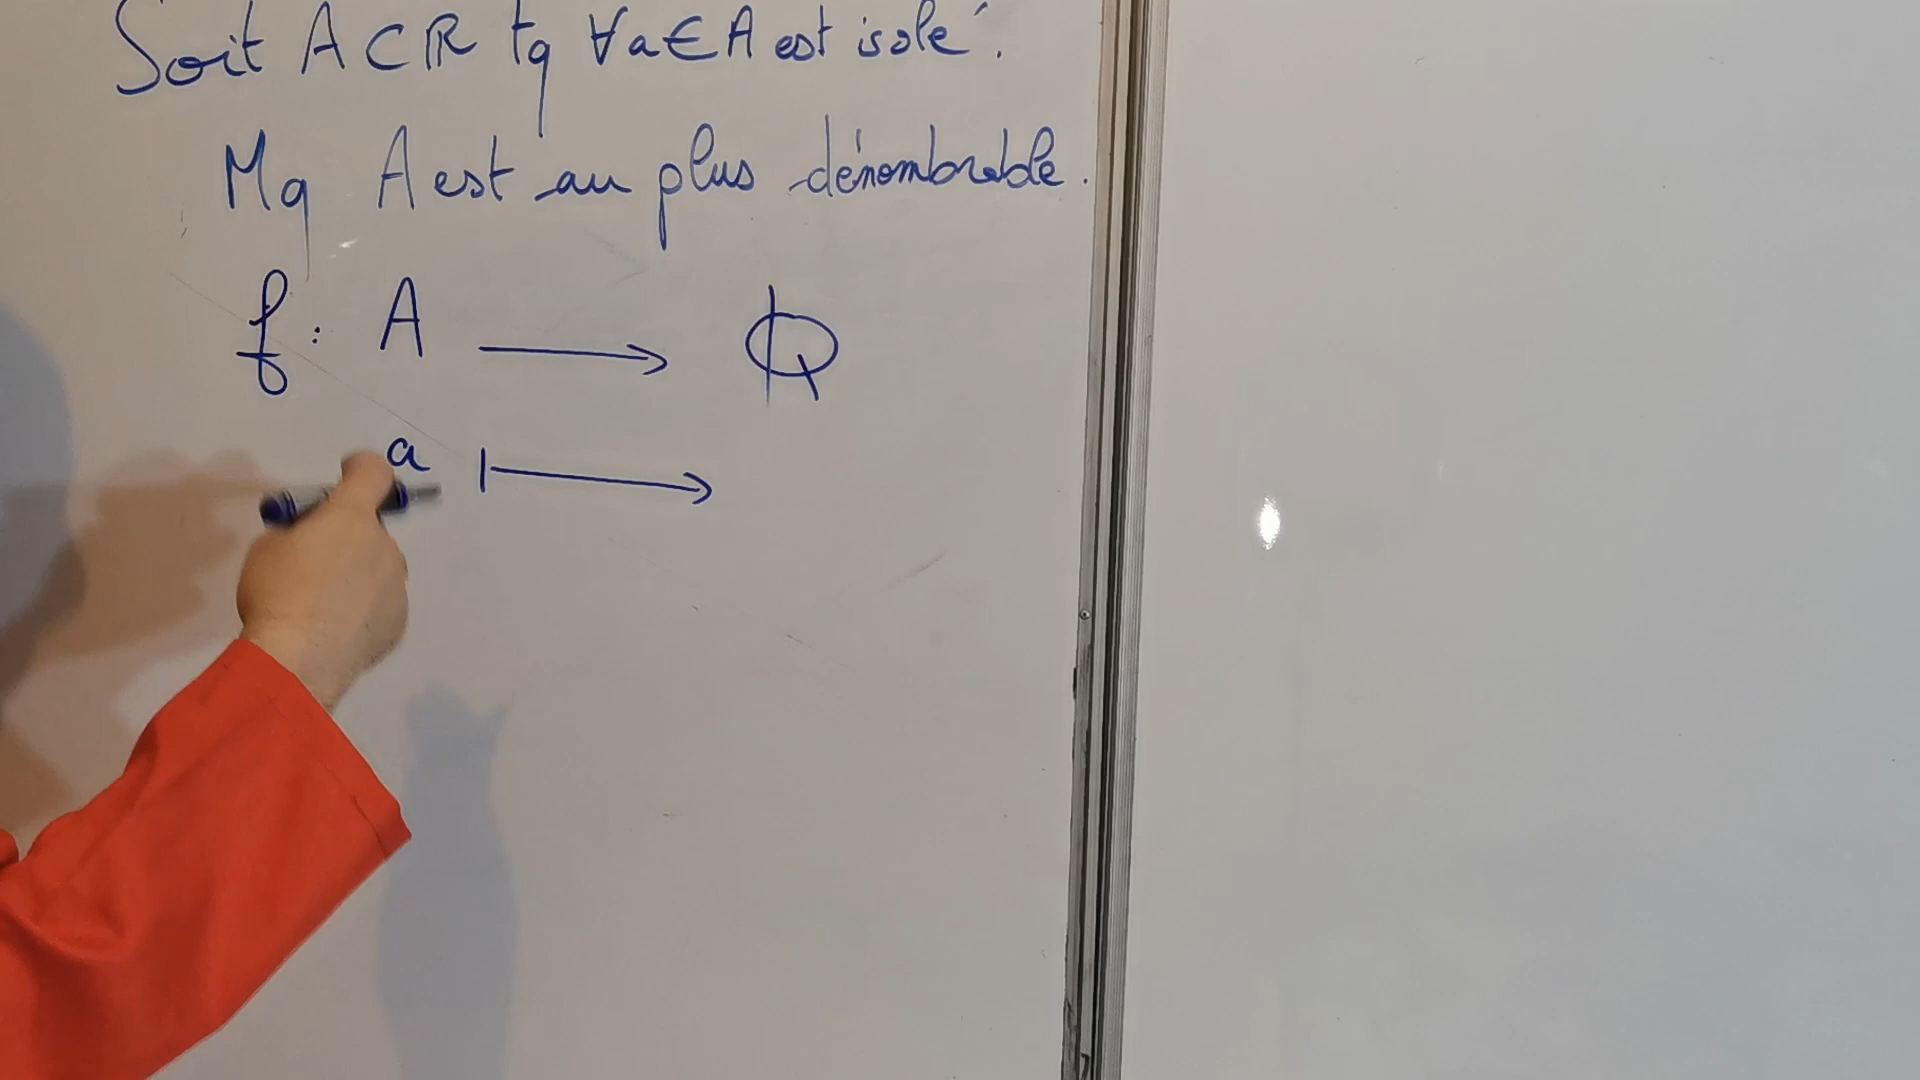 Soit A ⊂ ℝ tq ∀a∈A est isolé.
Mq A est au plus dénombrable.
f : A ⟶ ℚ
a ⟼